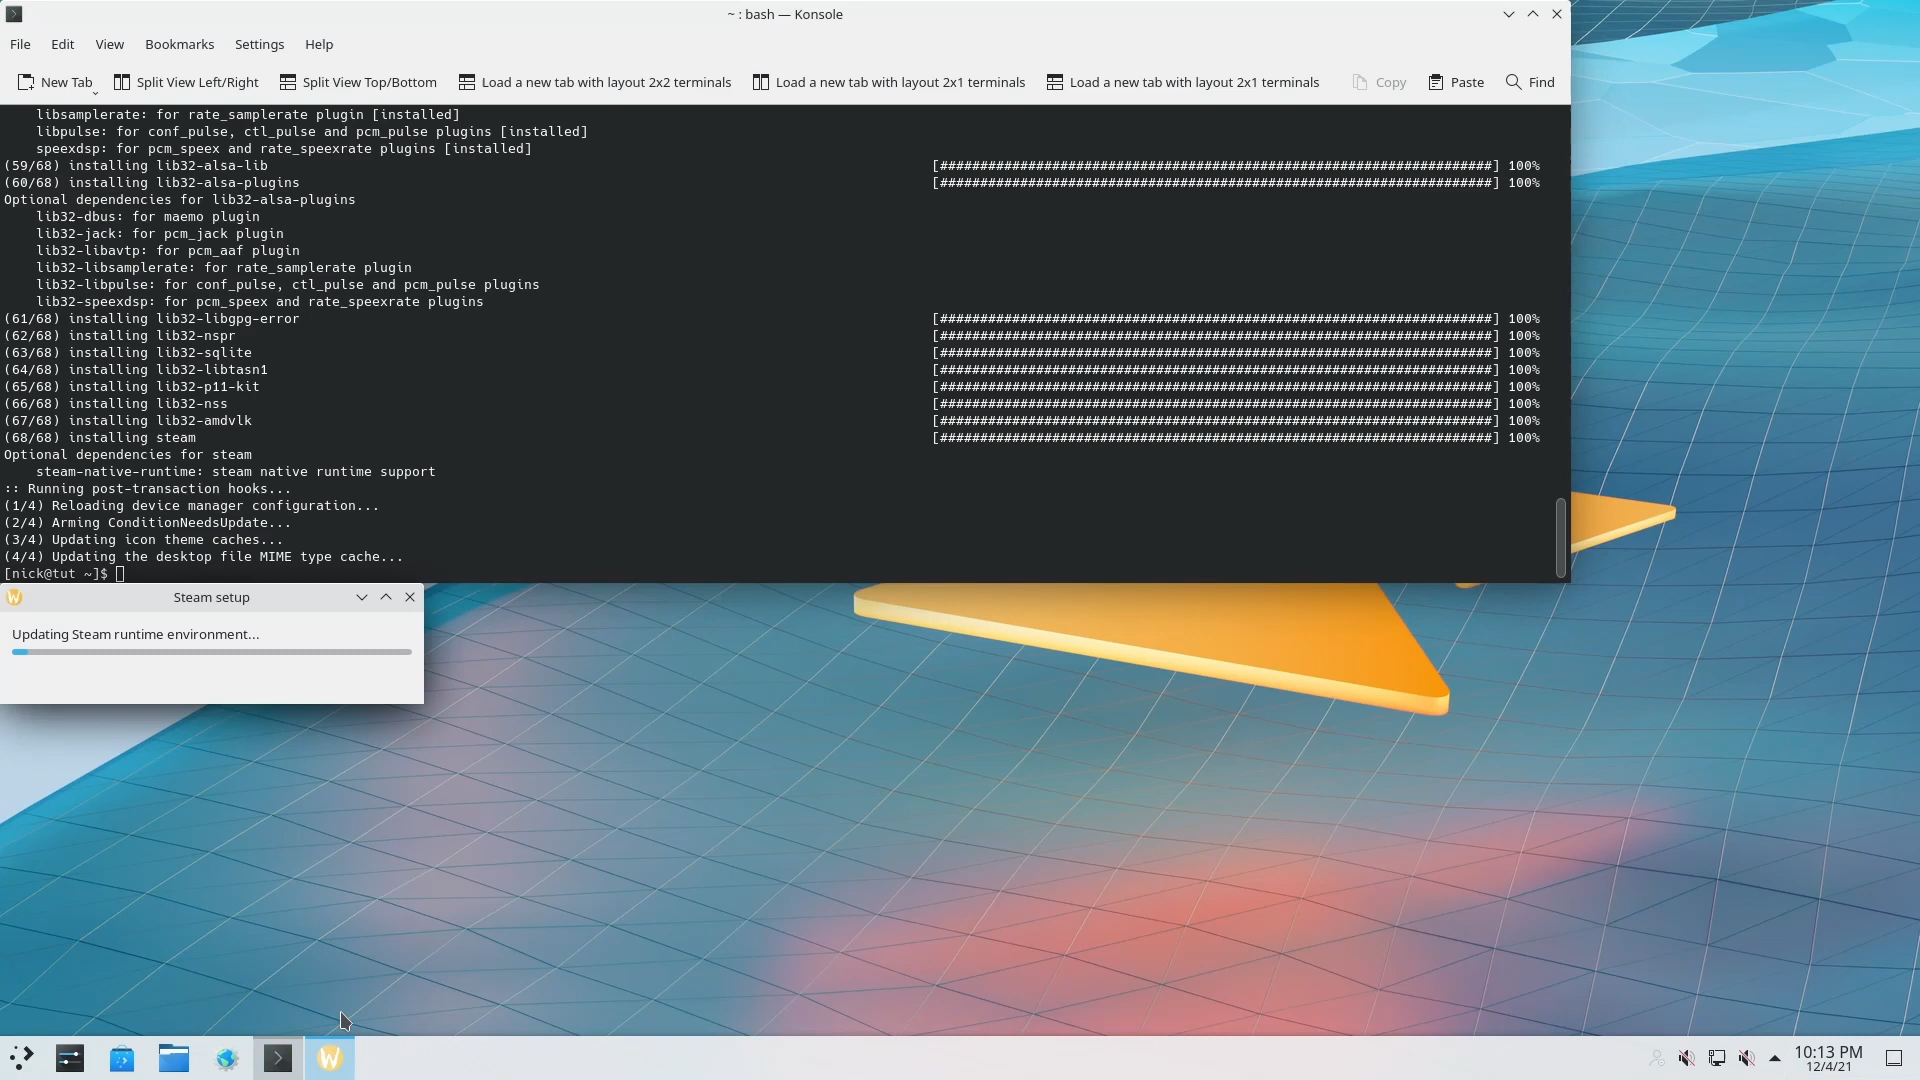 ~ : bash — Konsole
File Edit View Bookmarks Settings Help
New Tab Split View Left/Right Split View Top/Bottom Load a new tab with layout 2x2 terminals Load a new tab with layout 2x1 terminals Load a new tab with layout 2x1 terminals Copy Paste Find
libsamplerate: for rate_samplerate plugin [installed]
libpulse: for conf_pulse, ctl_pulse and pcm_pulse plugins [installed]
speexdsp: for pcm_speex and rate_speexrate plugins [installed]
(59/68) installing lib32-alsa-lib [#####################################################################] 100%
(60/68) installing lib32-alsa-plugins [#####################################################################] 100%
Optional dependencies for lib32-alsa-plugins
lib32-dbus: for maemo plugin
lib32-jack: for pcm_jack plugin
lib32-libavtp: for pcm_aaf plugin
lib32-libsamplerate: for rate_samplerate plugin
lib32-libpulse: for conf_pulse, ctl_pulse and pcm_pulse plugins
lib32-speexdsp: for pcm_speex and rate_speexrate plugins
(61/68) installing lib32-libgpg-error [#####################################################################] 100%
(62/68) installing lib32-nspr [#####################################################################] 100%
(63/68) installing lib32-sqlite [#####################################################################] 100%
(64/68) installing lib32-libtasn1 [#####################################################################] 100%
(65/68) installing lib32-p11-kit [#####################################################################] 100%
(66/68) installing lib32-nss [#####################################################################] 100%
(67/68) installing lib32-amdvlk [#####################################################################] 100%
(68/68) installing steam [#####################################################################] 100%
Optional dependencies for steam
steam-native-runtime: steam native runtime support
:: Running post-transaction hooks...
(1/4) Reloading device manager configuration...
(2/4) Arming ConditionNeedsUpdate...
(3/4) Updating icon theme caches...
(4/4) Updating the desktop file MIME type cache...
[nick@tut ~]$
W Steam setup
Updating Steam runtime environment...
W
10:13 PM
12/4/21